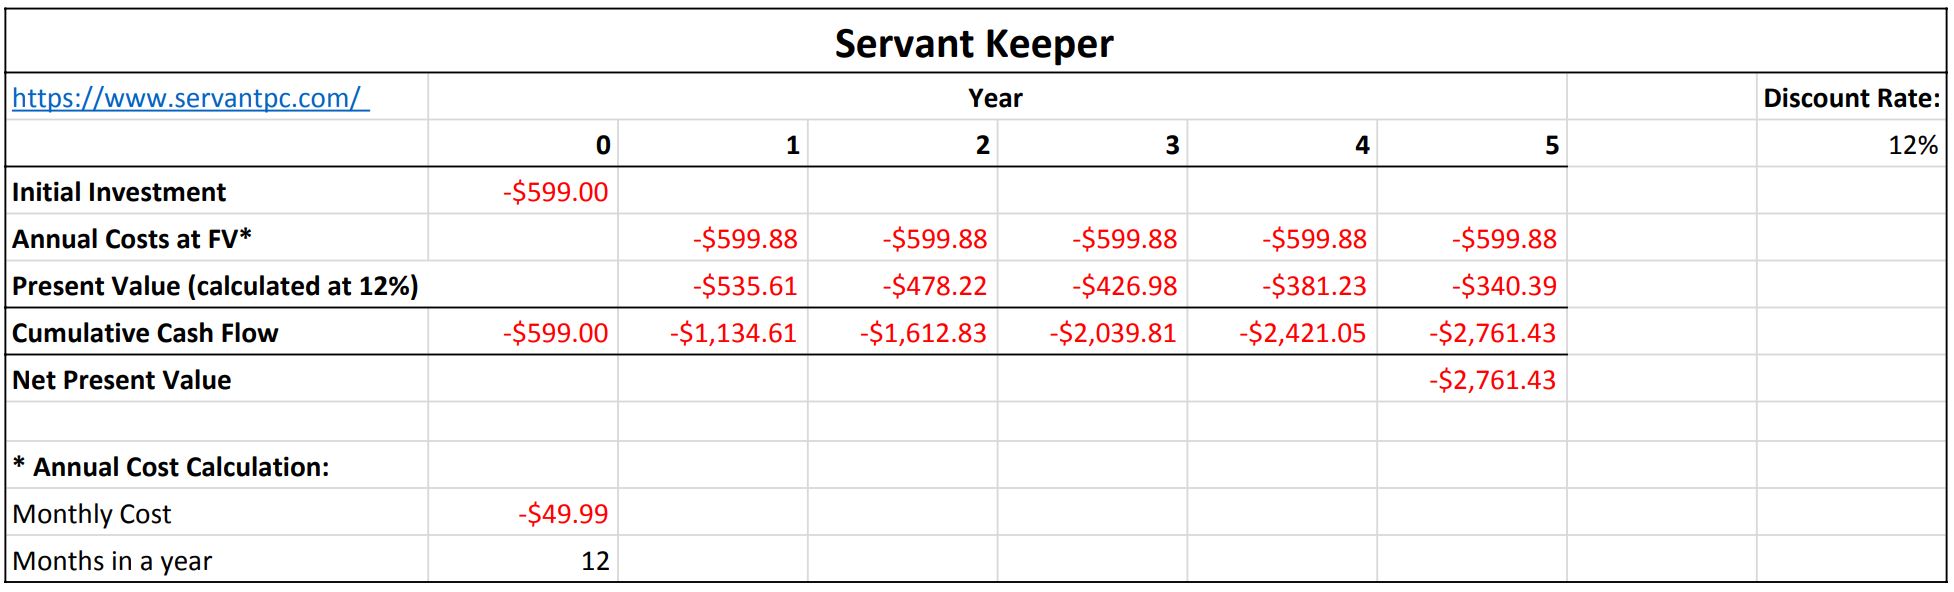 Servant Keeper
https://www.servantpc.com/ Year Discount Rate:
0 1 2 3 4 5 12%
Initial Investment -$599.00
Annual Costs at FV* -$599.88 -$599.88 -$599.88 -$599.88 -$599.88
Present Value (calculated at 12%) -$535.61 -$478.22 -$426.98 -$381.23 -$340.39
Cumulative Cash Flow -$599.00 -$1,134.61 -$1,612.83 -$2,039.81 -$2,421.05 -$2,761.43
Net Present Value -$2,761.43
* Annual Cost Calculation:
Monthly Cost -$49.99
Months in a year 12